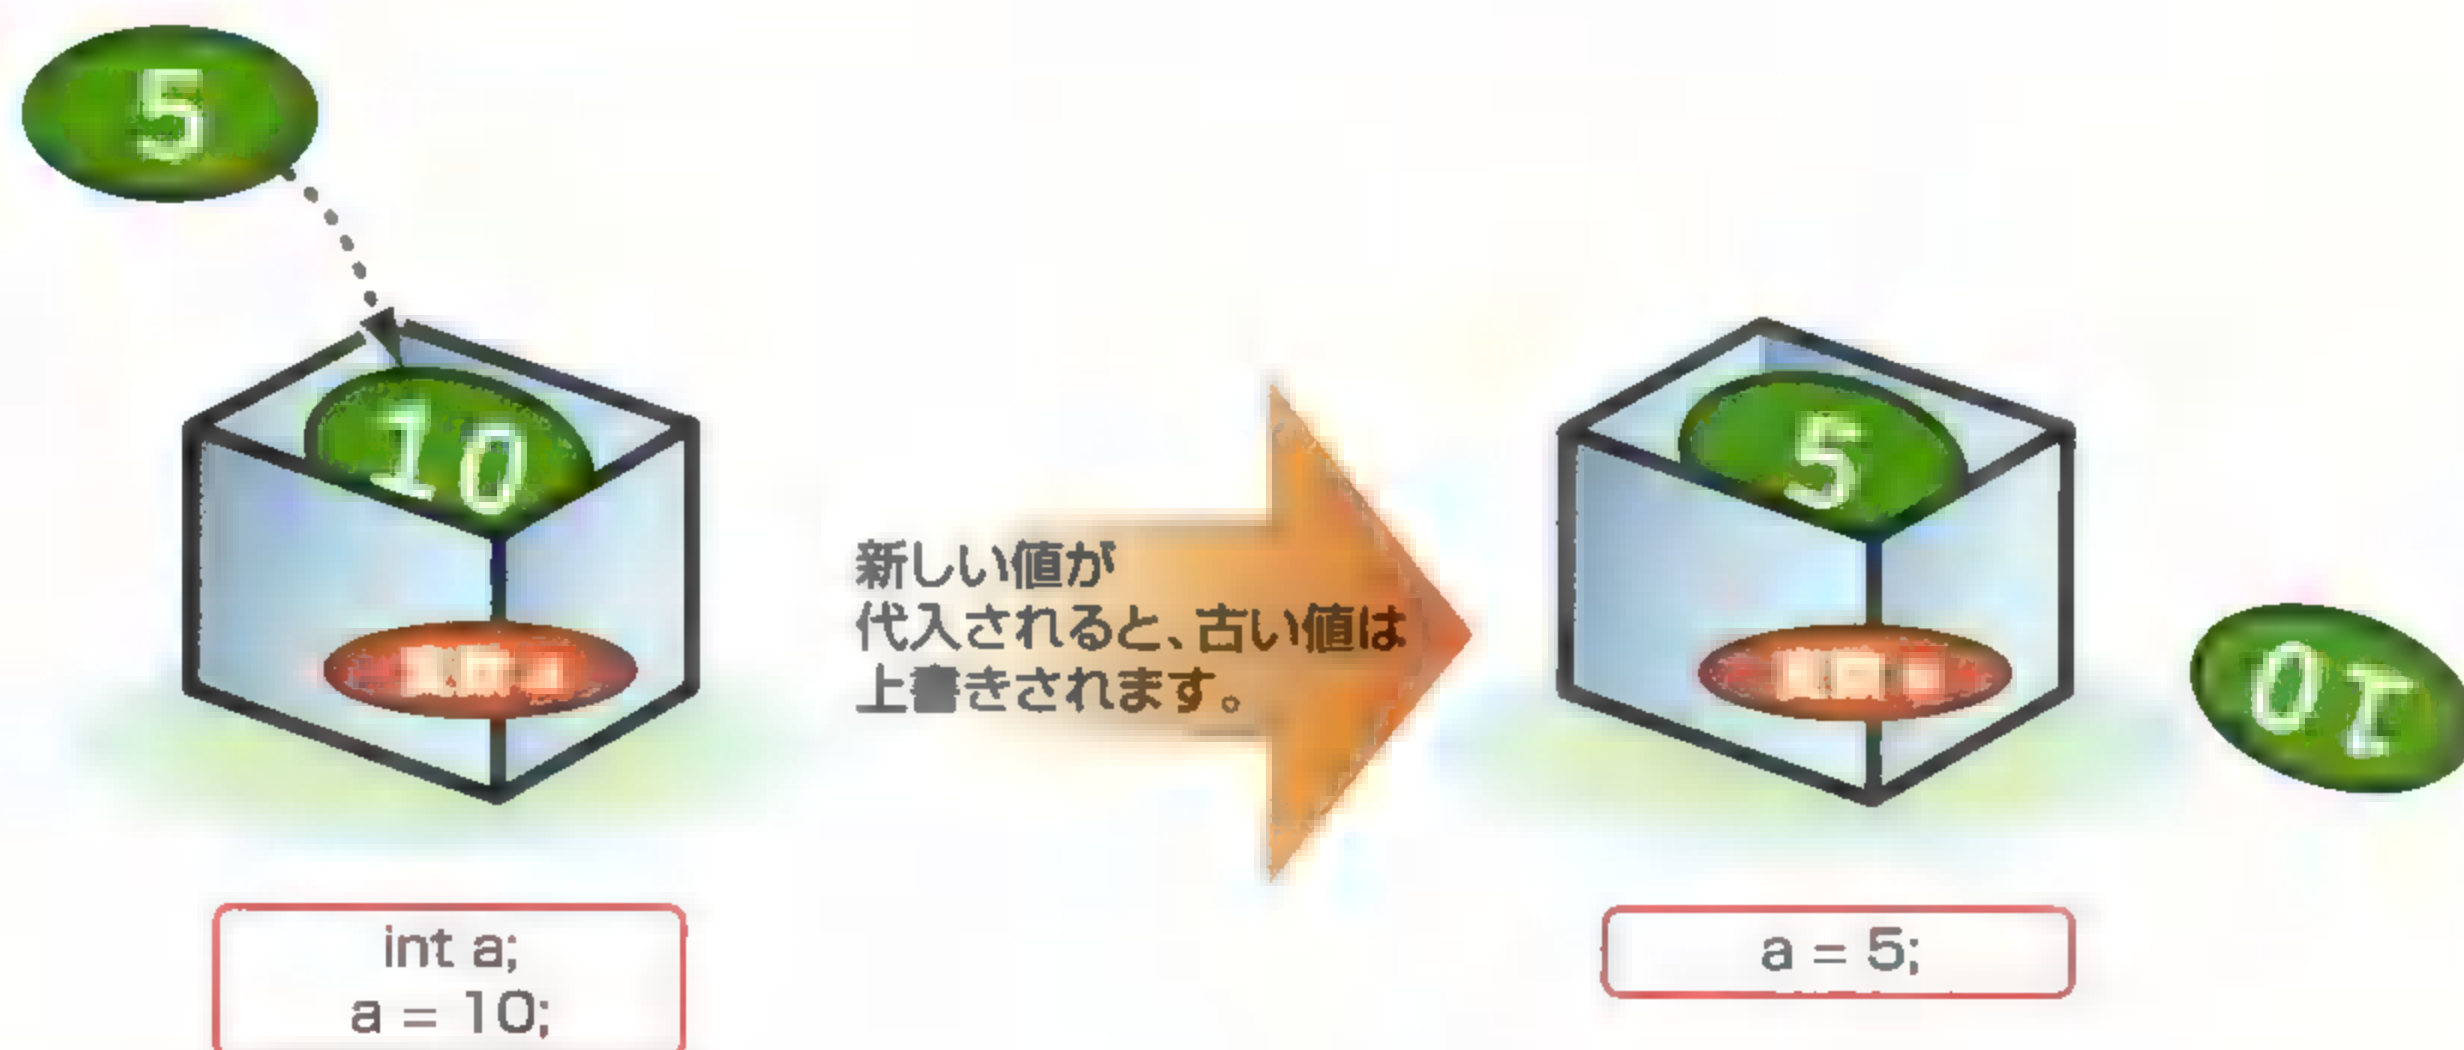 5
10
新しい値が
代入されると、古い値は
上書きされます。
5
10
int a;
a = 10;
a = 5;